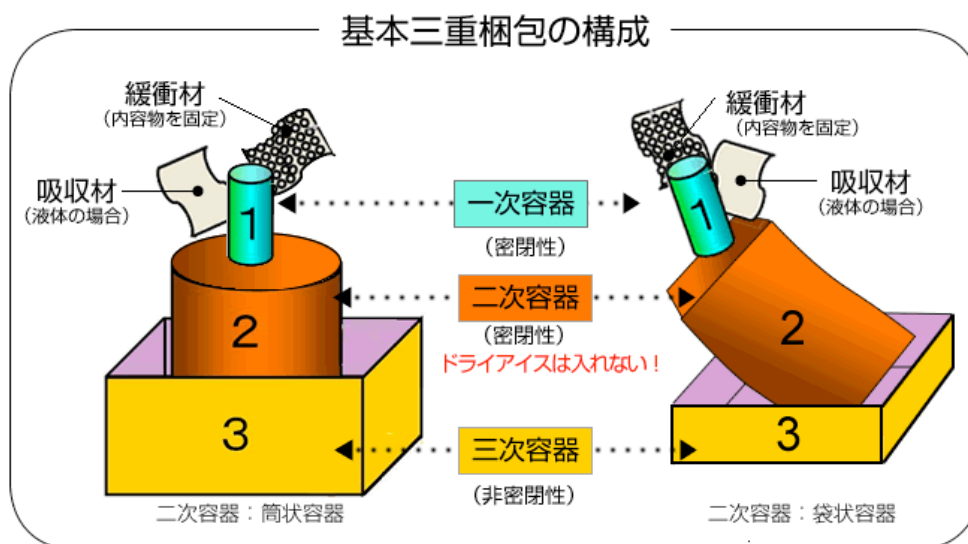 基本三重梱包の構成
緩衝材
(内容物を固定)
吸収材
(液体の場合)
緩衝材
(内容物を固定)
吸収材
(液体の場合)
1
1
一次容器
(密閉性)
2
2
二次容器
(密閉性)
ドライアイスは入れない!
3
3
三次容器
(非密閉性)
二次容器:筒状容器
二次容器:袋状容器